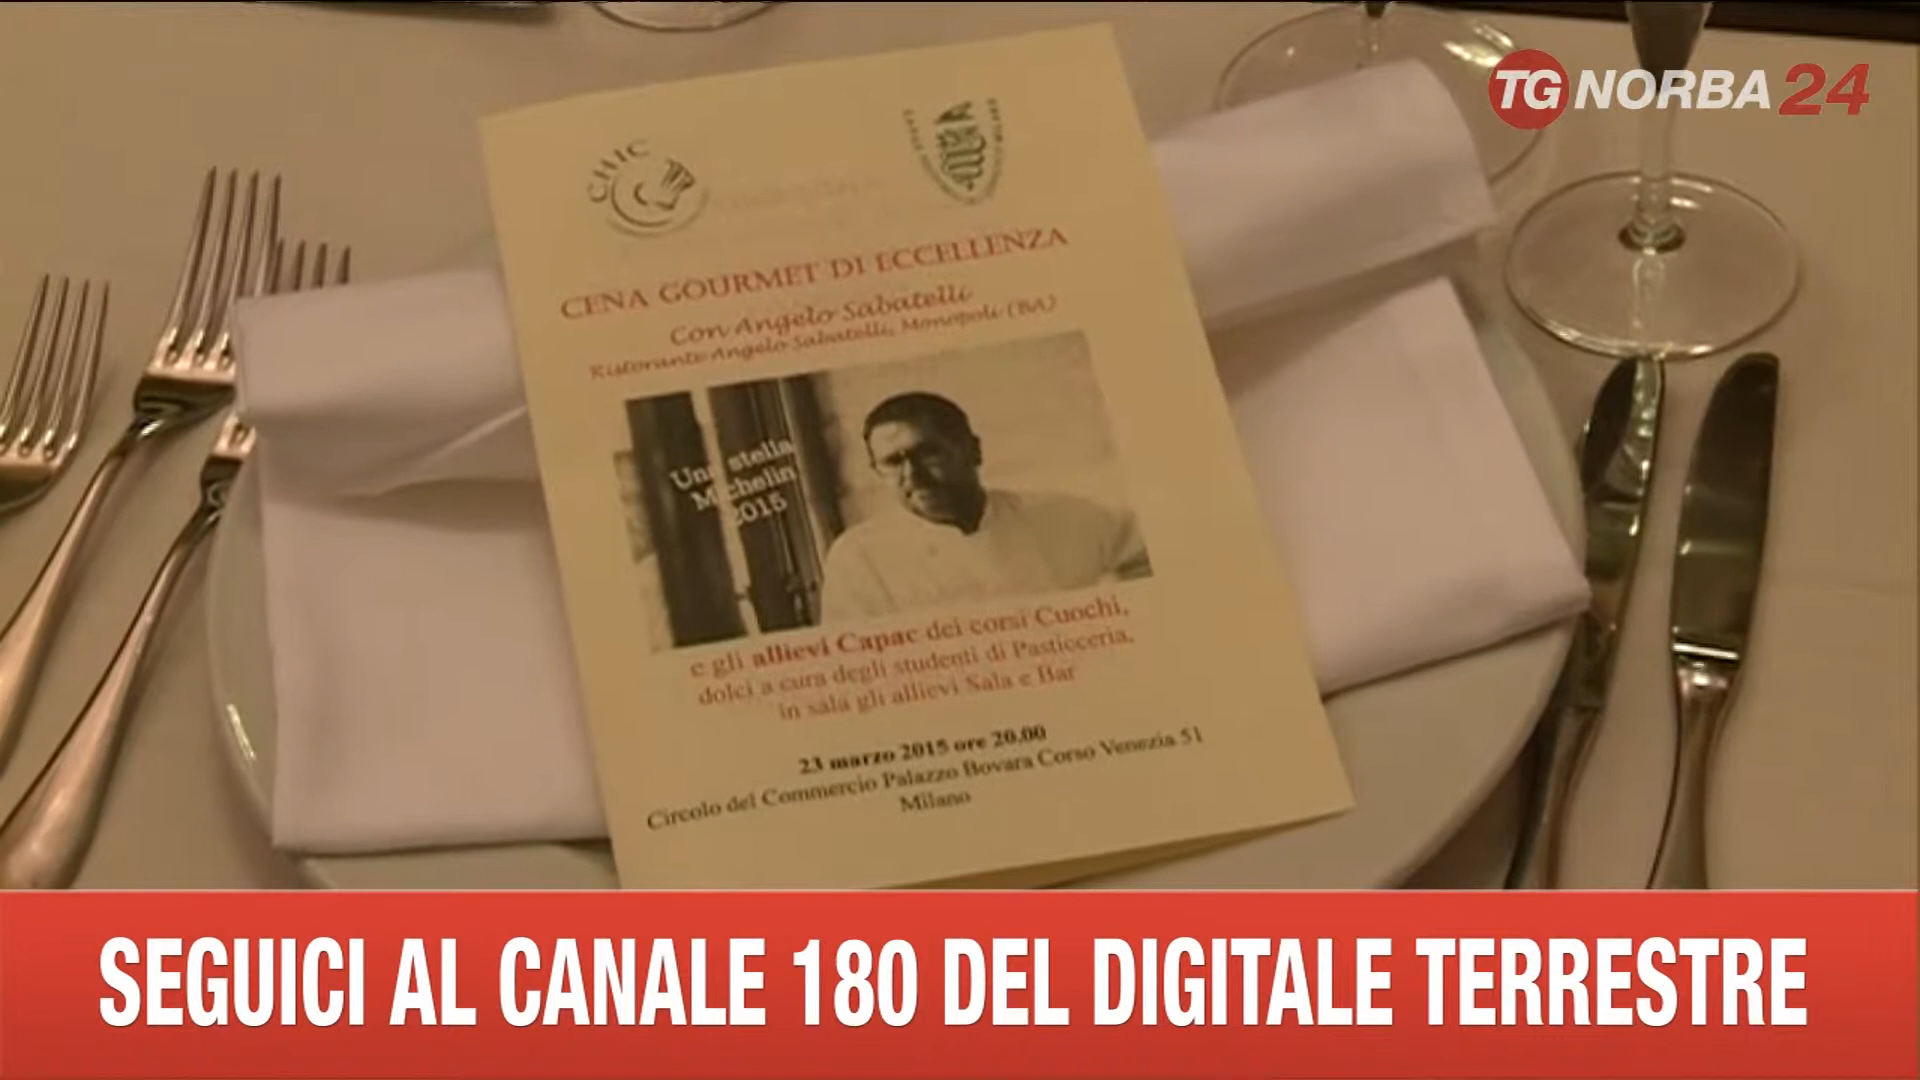 TG NORBA 24
CHIC
CENA GOURMET DI ECCELLENZA
Con Angelo Sabatelli
Ristorante Angelo Sabatelli, Monopoli (BA)
Una stella
Michelin
2015
e gli allievi Capac dei corsi Cuochi,
dolci a cura degli studenti di Pasticceria,
in sala gli allievi Sala e Bar
23 marzo 2015 ore 20,00
Circolo del Commercio Palazzo Bovara Corso Venezia 51
Milano
SEGUICI AL CANALE 180 DEL DIGITALE TERRESTRE